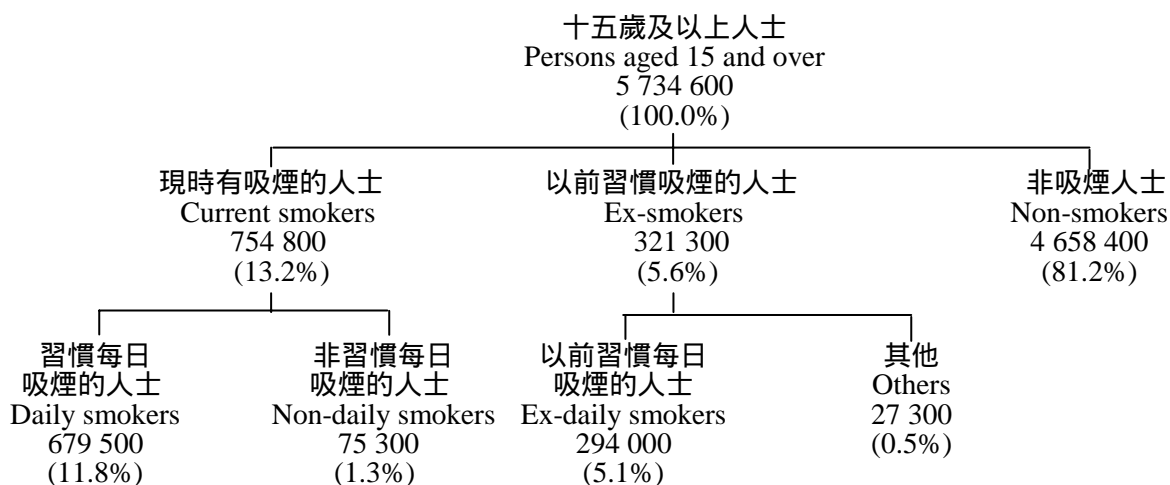 十五歲及以上人士
Persons aged 15 and over
5 734 600
(100.0%)
現時有吸煙的人士
Current smokers
754 800
(13.2%)
以前習慣吸煙的人士
Ex-smokers
321 300
(5.6%)
非吸煙人士
Non-smokers
4 658 400
(81.2%)
習慣每日
吸煙的人士
Daily smokers
679 500
(11.8%)
非習慣每日
吸煙的人士
Non-daily smokers
75 300
(1.3%)
以前習慣每日
吸煙的人士
Ex-daily smokers
294 000
(5.1%)
其他
Others
27 300
(0.5%)